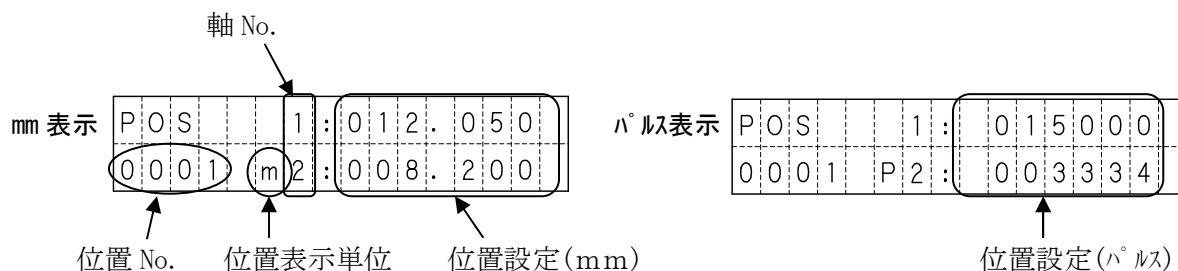 軸 No.
mm 表示
POS 1:012.050
0001 m2:008.200
位置 No.
位置表示単位
位置設定(mm)
パルス表示
POS 1: 015000
0001 P2: 003334
位置設定(パルス)